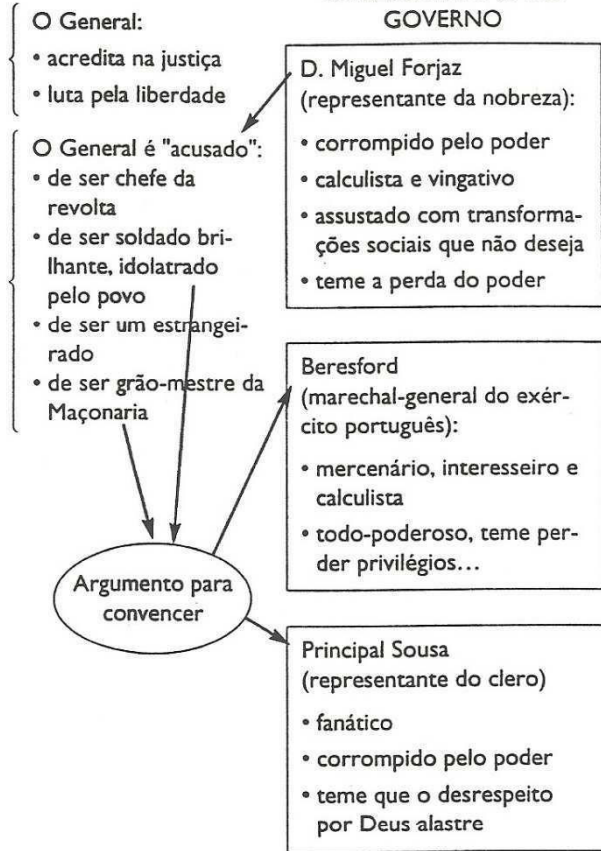 O General:
• acredita na justiça
• luta pela liberdade
O General é "acusado":
• de ser chefe da
revolta
• de ser soldado bri-
lhante, idolatrado
pelo povo
• de ser um estrangei-
rado
• de ser grão-mestre da
Maçonaria
Argumento para
convencer
GOVERNO
D. Miguel Forjaz
(representante da nobreza):
• corrompido pelo poder
• calculista e vingativo
• assustado com transforma-
ções sociais que não deseja
• teme a perda do poder
Beresford
(marechal-general do exér-
cito português):
• mercenário, interesseiro e
calculista
• todo-poderoso, teme per-
der privilégios...
Principal Sousa
(representante do clero)
• fanático
• corrompido pelo poder
• teme que o desrespeito
por Deus alastre